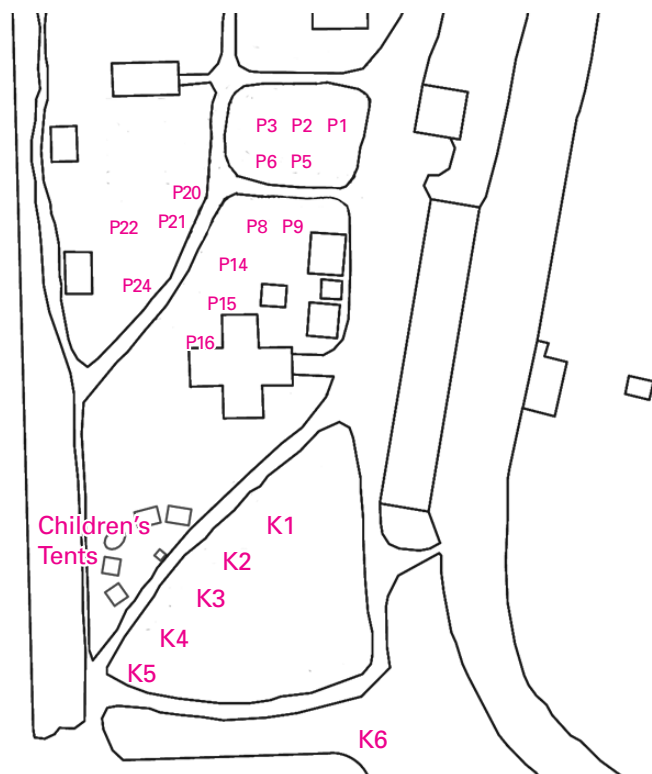 P3 P2 P1
P6 P5
P20
P22 P21
P8 P9
P14
P24
P15
P16
Children's
Tents
K1
K2
K3
K4
K5
K6